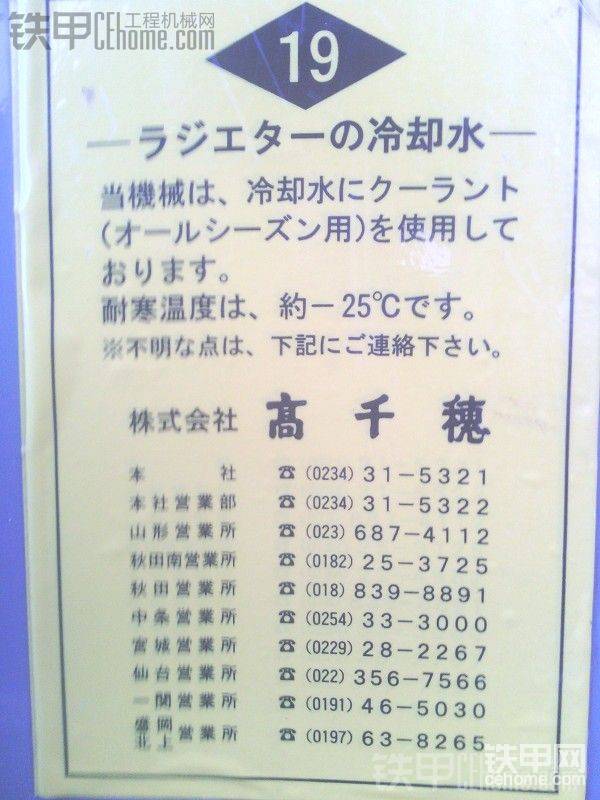 铁甲 工程机械网
CEhome.com
19
ラジエターの冷却水
当機械は、冷却水にクーラント
(オールシーズン用)を使用して
おります。
耐寒温度は、約－25℃です。
※不明な点は、下記にご連絡下さい。
株式会社 髙千穂
本社 ☎(0234)31－5321
本社営業部 ☎(0234)31－5322
山形営業所 ☎(023)687－4112
秋田南営業所 ☎(0182)25－3725
秋田営業所 ☎(018)839－8891
中条営業所 ☎(0254)33－3000
宮城営業所 ☎(0229)28－2267
仙台営業所 ☎(022)356－7566
一関営業所 ☎(0191)46－5030
盛岡北上営業所 ☎(0197)63－8265
铁甲网
cehome.com